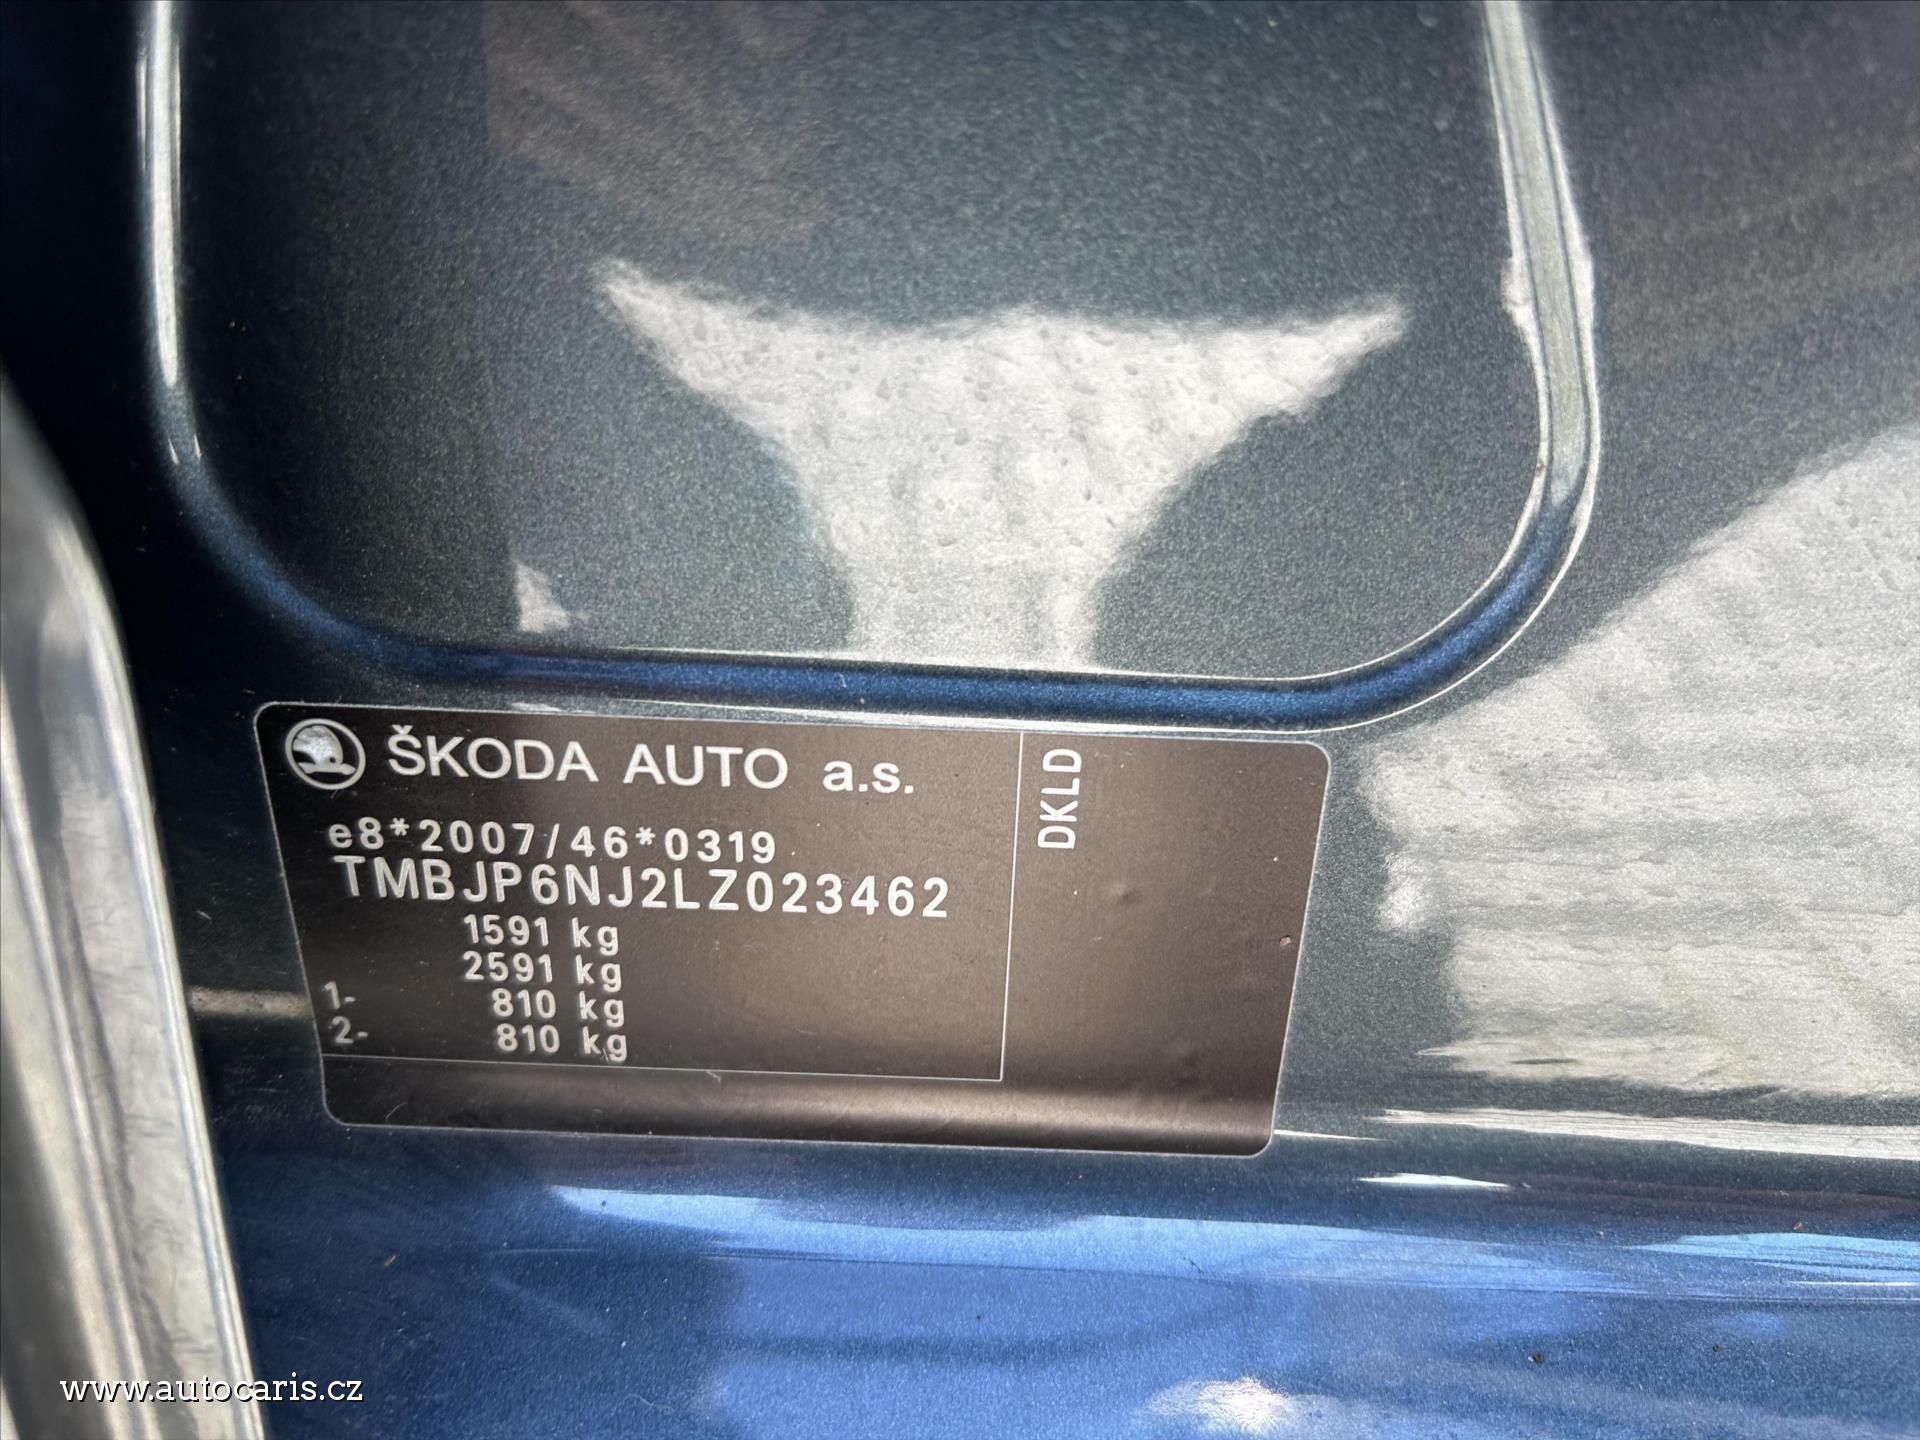 ŠKODA AUTO a.s.
e8*2007/46*0319
TMBJP6NJ2LZ023462
1591 kg
2591 kg
1- 810 kg
2- 810 kg
DKLD
www.autocaris.cz